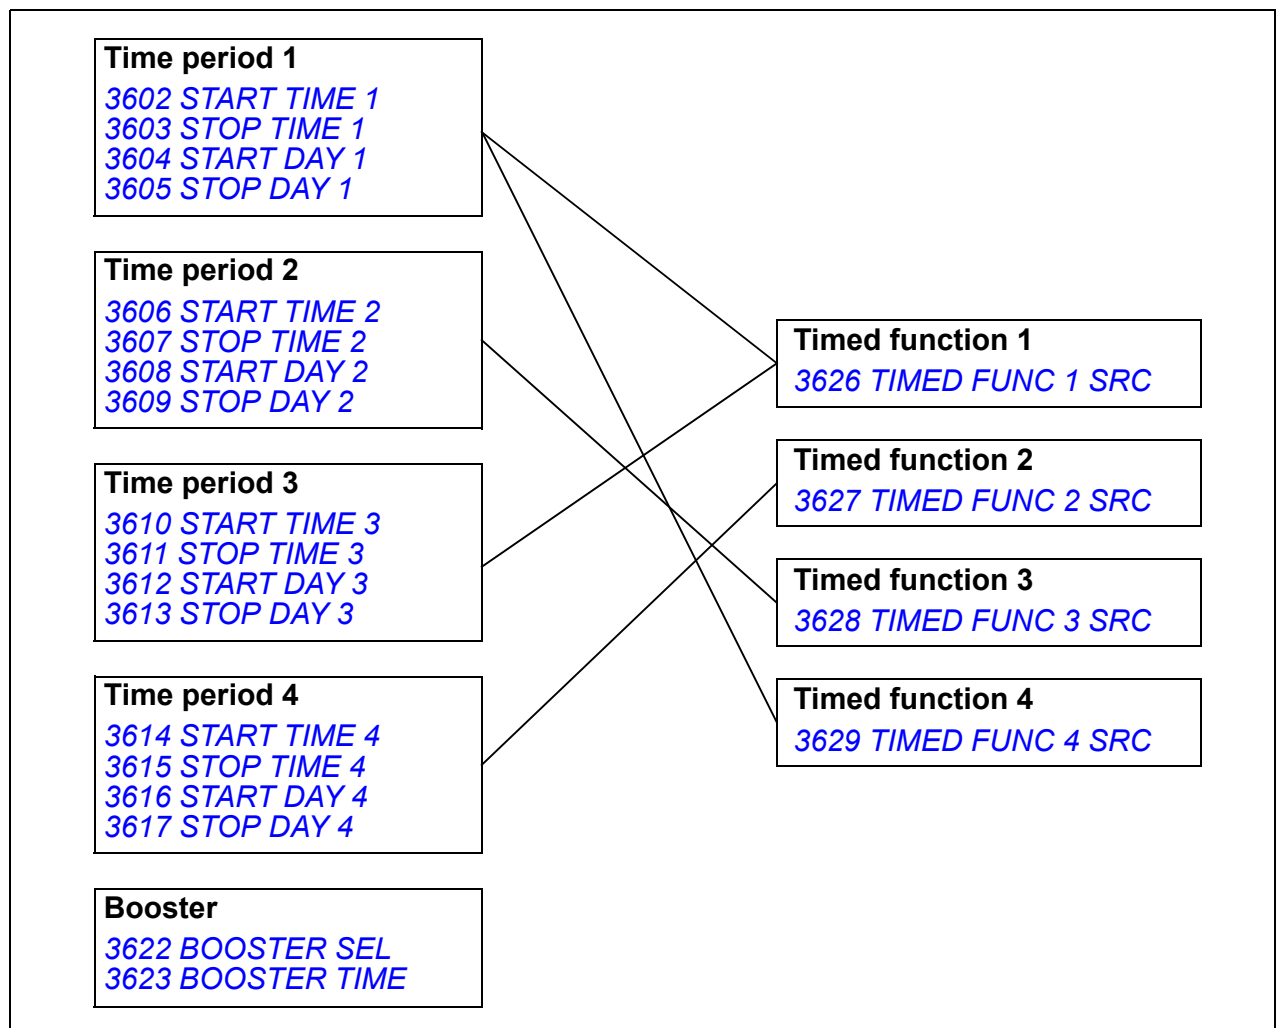 Time period 1
3602 START TIME 1
3603 STOP TIME 1
3604 START DAY 1
3605 STOP DAY 1
Time period 2
3606 START TIME 2
3607 STOP TIME 2
3608 START DAY 2
3609 STOP DAY 2
Time period 3
3610 START TIME 3
3611 STOP TIME 3
3612 START DAY 3
3613 STOP DAY 3
Time period 4
3614 START TIME 4
3615 STOP TIME 4
3616 START DAY 4
3617 STOP DAY 4
Booster
3622 BOOSTER SEL
3623 BOOSTER TIME
Timed function 1
3626 TIMED FUNC 1 SRC
Timed function 2
3627 TIMED FUNC 2 SRC
Timed function 3
3628 TIMED FUNC 3 SRC
Timed function 4
3629 TIMED FUNC 4 SRC